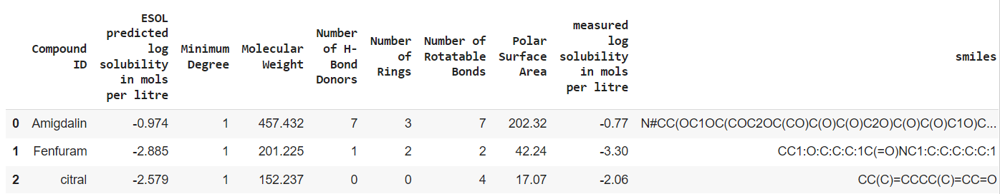 Compound ID ESOL predicted log solubility in mols per litre Minimum Degree Molecular Weight Number of H-Bond Donors Number of Rings Number of Rotatable Bonds Polar Surface Area measured log solubility in mols per litre smiles
0 Amigdalin -0.974 1 457.432 7 3 7 202.32 -0.77 N#CC(OC1OC(COC2OC(CO)C(O)C(O)C2O)C(O)C(O)C1O)C...
1 Fenfuram -2.885 1 201.225 1 2 2 42.24 -3.30 CC1:O:C:C:C:1C(=O)NC1:C:C:C:C:C:1
2 citral -2.579 1 152.237 0 0 4 17.07 -2.06 CC(C)=CCCC(C)=CC=O